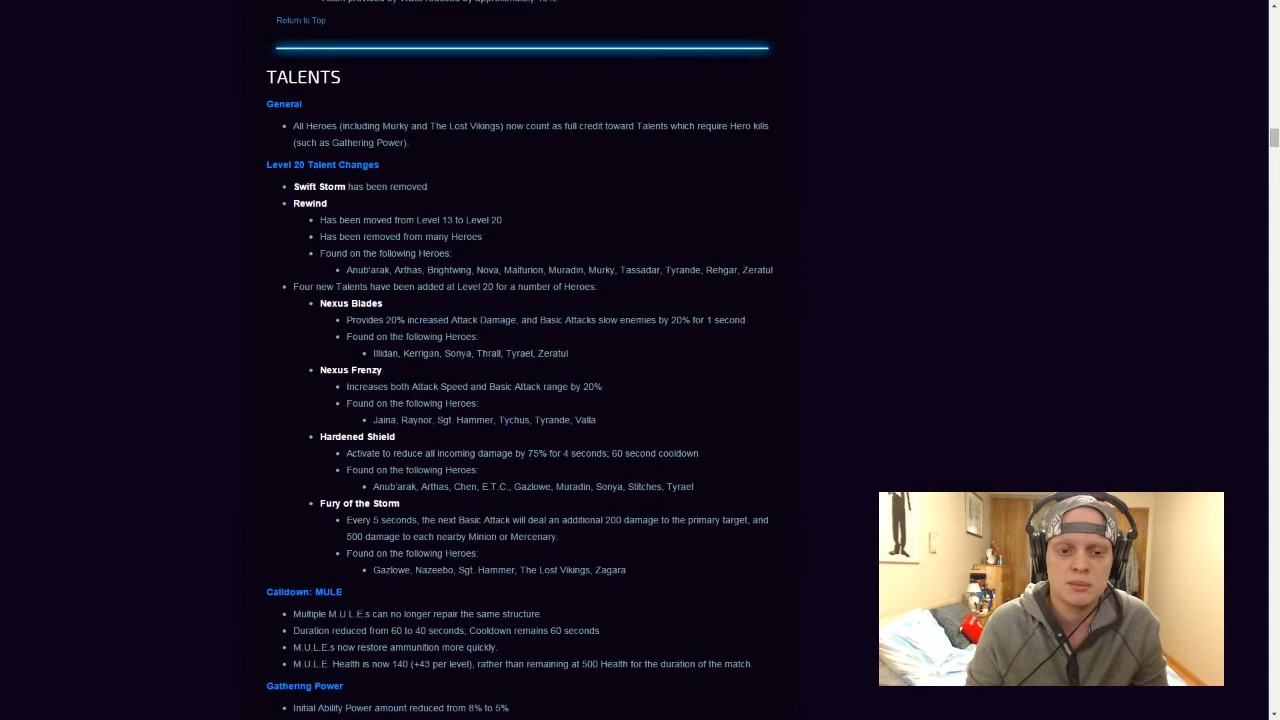 Return to Top
TALENTS
General
All Heroes (including Murky and The Lost Vikings) now count as full credit toward Talents which require Hero kills
(such as Gathering Power).
Level 20 Talent Changes
Swift Storm has been removed
Rewind
Has been moved from Level 13 to Level 20
Has been removed from many Heroes
Found on the following Heroes:
Anub'arak, Arthas, Brightwing, Nova, Malfurion, Muradin, Murky, Tassadar, Tyrande, Rehgar, Zeratul
Four new Talents have been added at Level 20 for a number of Heroes:
Nexus Blades
Provides 20% increased Attack Damage, and Basic Attacks slow enemies by 20% for 1 second
Found on the following Heroes:
Illidan, Kerrigan, Sonya, Thrall, Tyrael, Zeratul
Nexus Frenzy
Increases both Attack Speed and Basic Attack range by 20%
Found on the following Heroes:
Jaina, Raynor, Sgt. Hammer, Tychus, Tyrande, Valla
Hardened Shield
Activate to reduce all incoming damage by 75% for 4 seconds; 60 second cooldown
Found on the following Heroes:
Anub'arak, Arthas, Chen, E.T.C., Gazlowe, Muradin, Sonya, Stitches, Tyrael
Fury of the Storm
Every 5 seconds, the next Basic Attack will deal an additional 200 damage to the primary target, and
500 damage to each nearby Minion or Mercenary.
Found on the following Heroes:
Gazlowe, Nazeebo, Sgt. Hammer, The Lost Vikings, Zagara
Calldown: MULE
Multiple M.U.L.E.s can no longer repair the same structure.
Duration reduced from 60 to 40 seconds; Cooldown remains 60 seconds
M.U.L.E.s now restore ammunition more quickly.
M.U.L.E. Health is now 140 (+43 per level), rather than remaining at 500 Health for the duration of the match.
Gathering Power
Initial Ability Power amount reduced from 8% to 5%